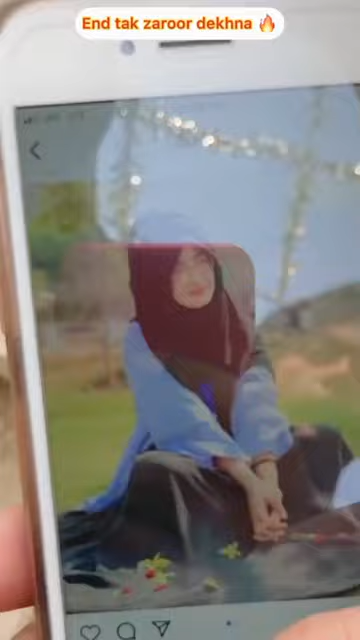 End tak zaroor dekhna 🔥